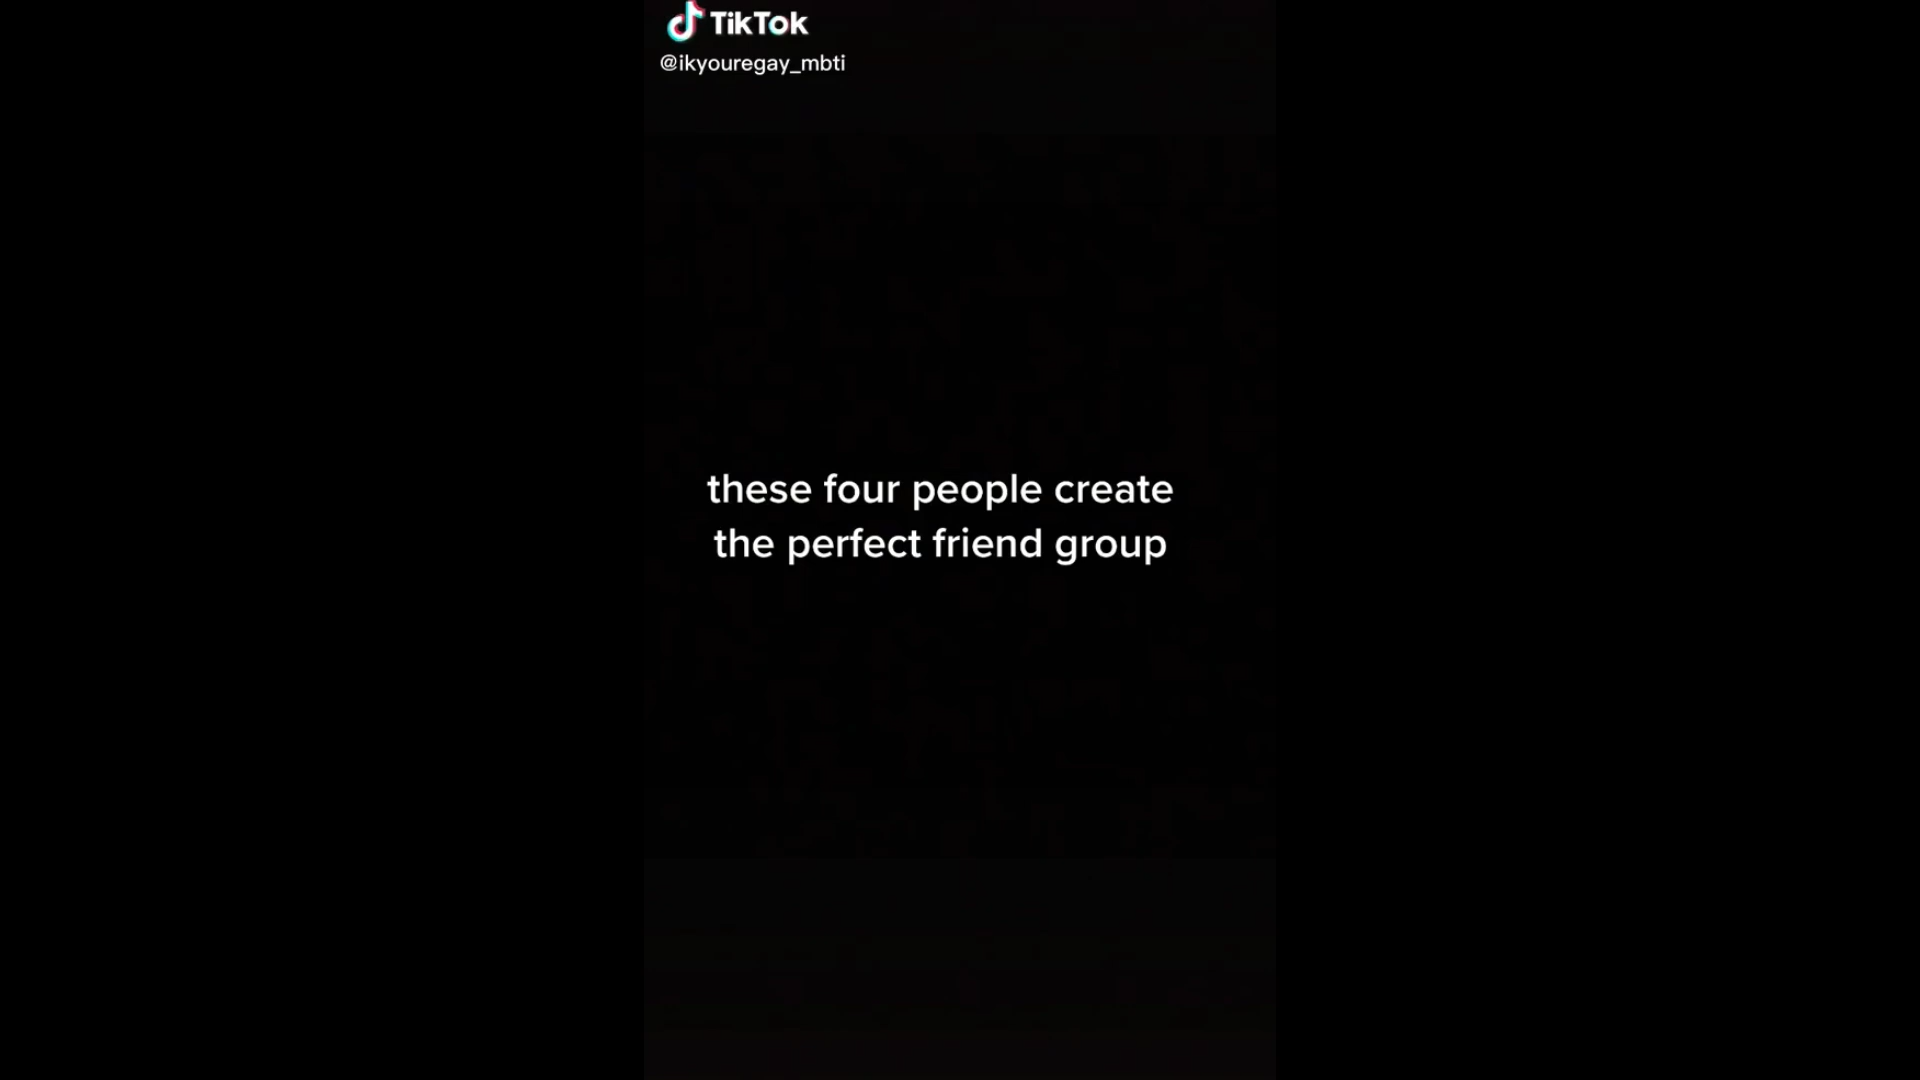 TikTok
@ikyouregay_mbti
these four people create
the perfect friend group